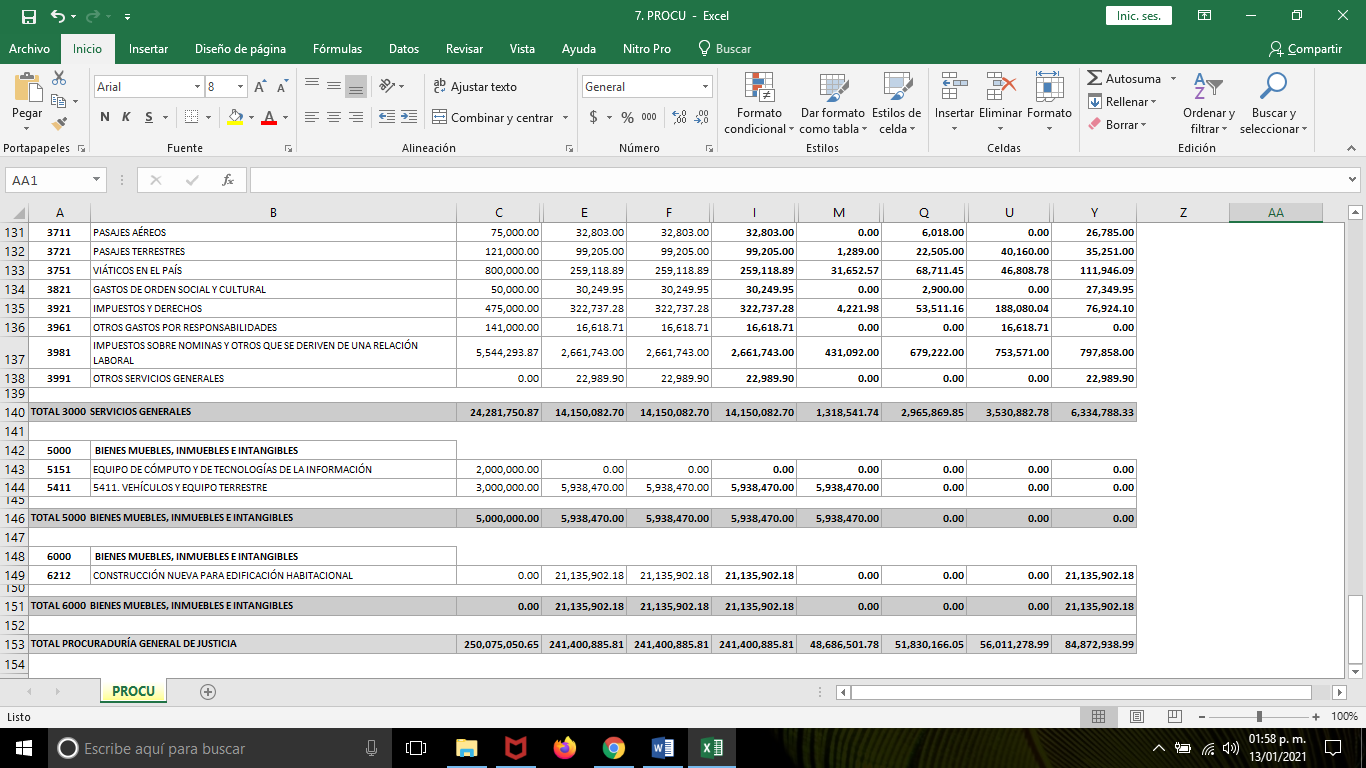 7. PROCU - Excel
Inic. ses.
Archivo Inicio Insertar Diseño de página Fórmulas Datos Revisar Vista Ayuda Nitro Pro Buscar Compartir
Pegar
Arial 8
N K S
Ajustar texto
Combinar y centrar
General
$ % 000
Formato condicional
Dar formato como tabla
Estilos de celda
Insertar Eliminar Formato
Autosuma
Rellenar
Borrar
Ordenar y filtrar
Buscar y seleccionar
Portapapeles Fuente Alineación Número Estilos Celdas Edición
AA1 fx
A B C E F I M Q U Y Z AA
131 3711 PASAJES AÉREOS 75,000.00 32,803.00 32,803.00 32,803.00 0.00 6,018.00 0.00 26,785.00
132 3721 PASAJES TERRESTRES 121,000.00 99,205.00 99,205.00 99,205.00 1,289.00 22,505.00 40,160.00 35,251.00
133 3751 VIÁTICOS EN EL PAÍS 800,000.00 259,118.89 259,118.89 259,118.89 31,652.57 68,711.45 46,808.78 111,946.09
134 3821 GASTOS DE ORDEN SOCIAL Y CULTURAL 50,000.00 30,249.95 30,249.95 30,249.95 0.00 2,900.00 0.00 27,349.95
135 3921 IMPUESTOS Y DERECHOS 475,000.00 322,737.28 322,737.28 322,737.28 4,221.98 53,511.16 188,080.04 76,924.10
136 3961 OTROS GASTOS POR RESPONSABILIDADES 141,000.00 16,618.71 16,618.71 16,618.71 0.00 0.00 16,618.71 0.00
137 3981 IMPUESTOS SOBRE NOMINAS Y OTROS QUE SE DERIVEN DE UNA RELACIÓN
LABORAL 5,544,293.87 2,661,743.00 2,661,743.00 2,661,743.00 431,092.00 679,222.00 753,571.00 797,858.00
138 3991 OTROS SERVICIOS GENERALES 0.00 22,989.90 22,989.90 22,989.90 0.00 0.00 0.00 22,989.90
139
140 TOTAL 3000 SERVICIOS GENERALES 24,281,750.87 14,150,082.70 14,150,082.70 14,150,082.70 1,318,541.74 2,965,869.85 3,530,882.78 6,334,788.33
141
142 5000 BIENES MUEBLES, INMUEBLES E INTANGIBLES
143 5151 EQUIPO DE CÓMPUTO Y DE TECNOLOGÍAS DE LA INFORMACIÓN 2,000,000.00 0.00 0.00 0.00 0.00 0.00 0.00 0.00
144 5411 5411. VEHÍCULOS Y EQUIPO TERRESTRE 3,000,000.00 5,938,470.00 5,938,470.00 5,938,470.00 5,938,470.00 0.00 0.00 0.00
145
146 TOTAL 5000 BIENES MUEBLES, INMUEBLES E INTANGIBLES 5,000,000.00 5,938,470.00 5,938,470.00 5,938,470.00 5,938,470.00 0.00 0.00 0.00
147
148 6000 BIENES MUEBLES, INMUEBLES E INTANGIBLES
149 6212 CONSTRUCCIÓN NUEVA PARA EDIFICACIÓN HABITACIONAL 0.00 21,135,902.18 21,135,902.18 21,135,902.18 0.00 0.00 0.00 21,135,902.18
150
151 TOTAL 6000 BIENES MUEBLES, INMUEBLES E INTANGIBLES 0.00 21,135,902.18 21,135,902.18 21,135,902.18 0.00 0.00 0.00 21,135,902.18
152
153 TOTAL PROCURADURÍA GENERAL DE JUSTICIA 250,075,050.65 241,400,885.81 241,400,885.81 241,400,885.81 48,686,501.78 51,830,166.05 56,011,278.99 84,872,938.99
154
PROCU
Listo 100%
Escribe aquí para buscar
01:58 p. m.
13/01/2021